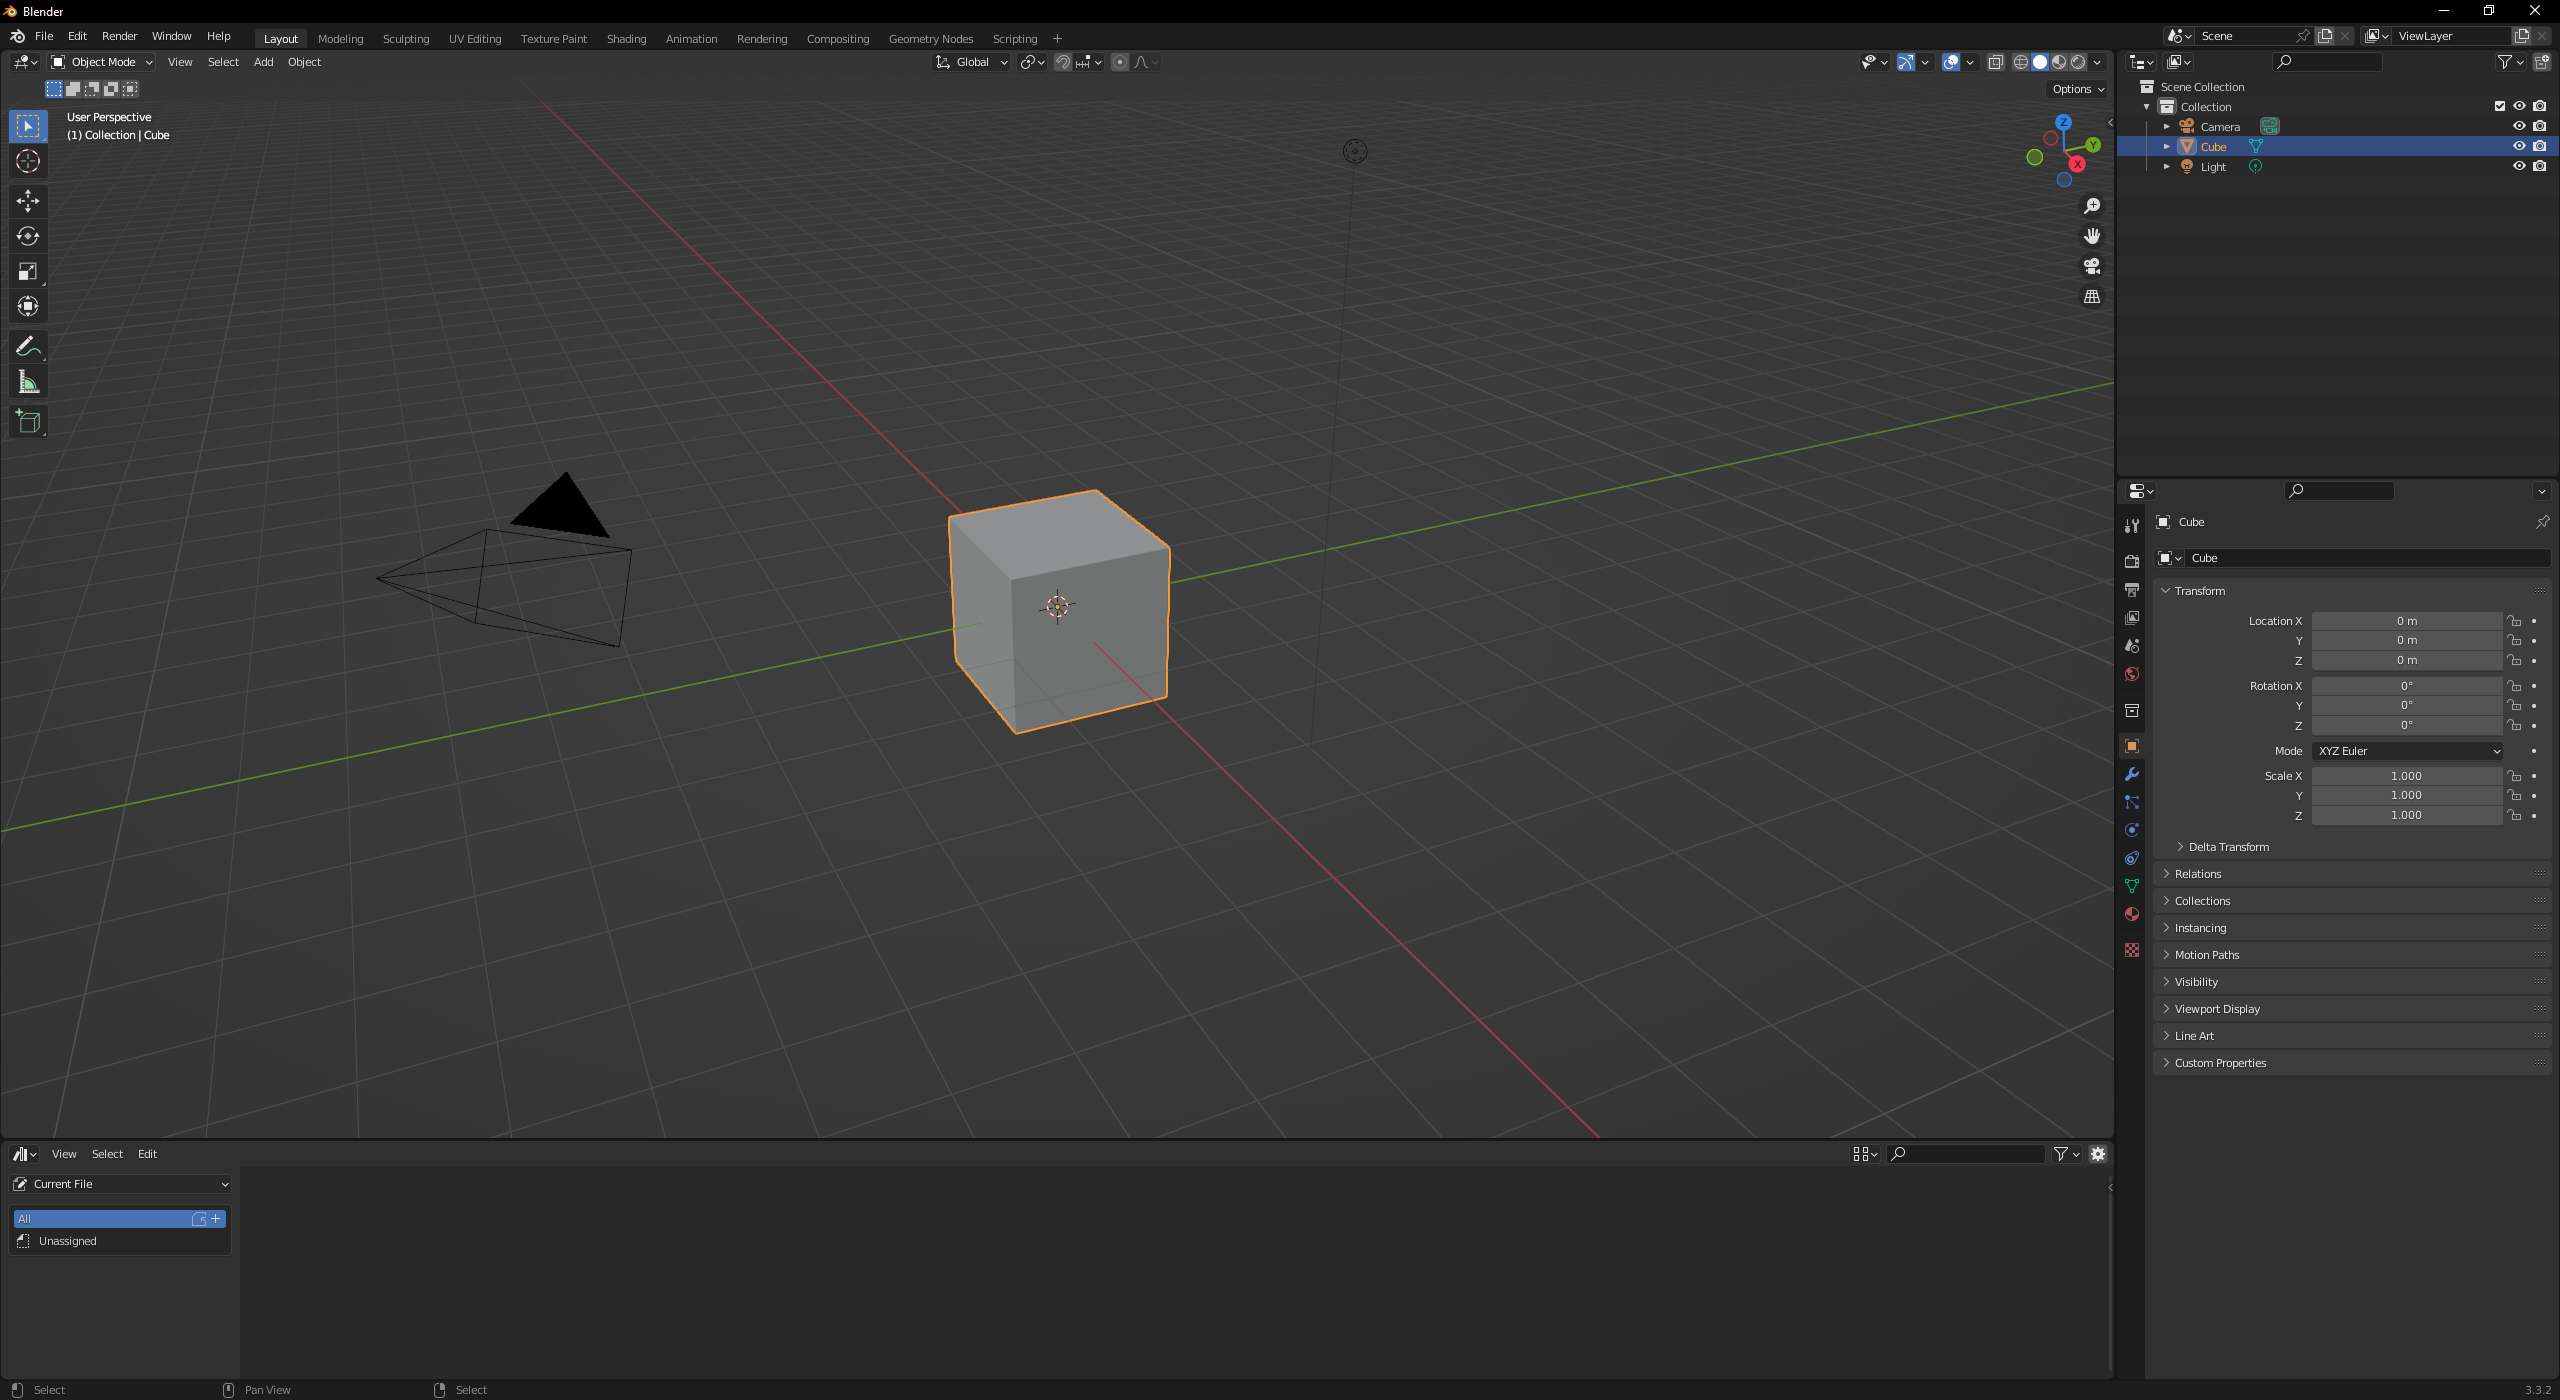 Blender
File Edit Render Window Help Layout Modeling Sculpting UV Editing Texture Paint Shading Animation Rendering Compositing Geometry Nodes Scripting + Scene ViewLayer
Object Mode View Select Add Object Global
Options
User Perspective
(1) Collection | Cube
Z
Y
X
Scene Collection
Collection
Camera
Cube
Light
Cube
Cube
Transform
Location X 0 m
Y 0 m
Z 0 m
Rotation X 0°
Y 0°
Z 0°
Mode XYZ Euler
Scale X 1.000
Y 1.000
Z 1.000
Delta Transform
Relations
Collections
Instancing
Motion Paths
Visibility
Viewport Display
Line Art
Custom Properties
View Select Edit
Current File
All
Unassigned
Select Pan View Select 3.3.2